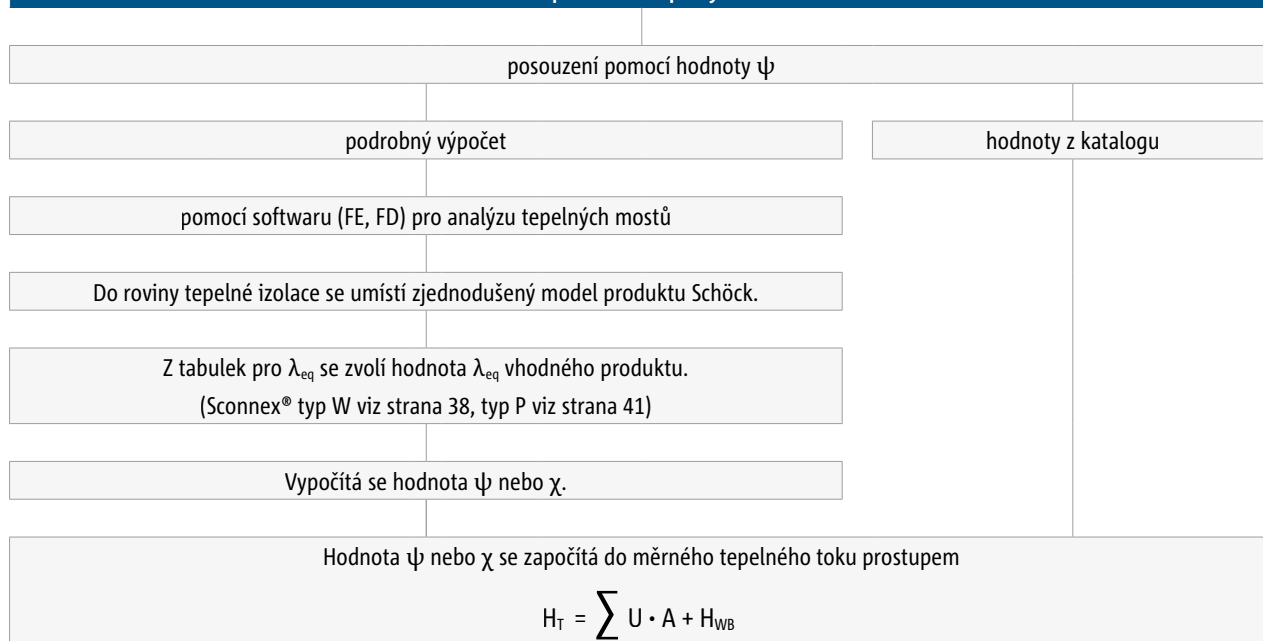 posouzení pomocí hodnoty ψ
podrobný výpočet
hodnoty z katalogu
pomocí softwaru (FE, FD) pro analýzu tepelných mostů
Do roviny tepelné izolace se umístí zjednodušený model produktu Schöck.
Z tabulek pro λeq se zvolí hodnota λeq vhodného produktu.
(Sconnex® typ W viz strana 38, typ P viz strana 41)
Vypočítá se hodnota ψ nebo χ.
Hodnota ψ nebo χ se započítá do měrného tepelného toku prostupem
HT = ∑ U • A + HWB